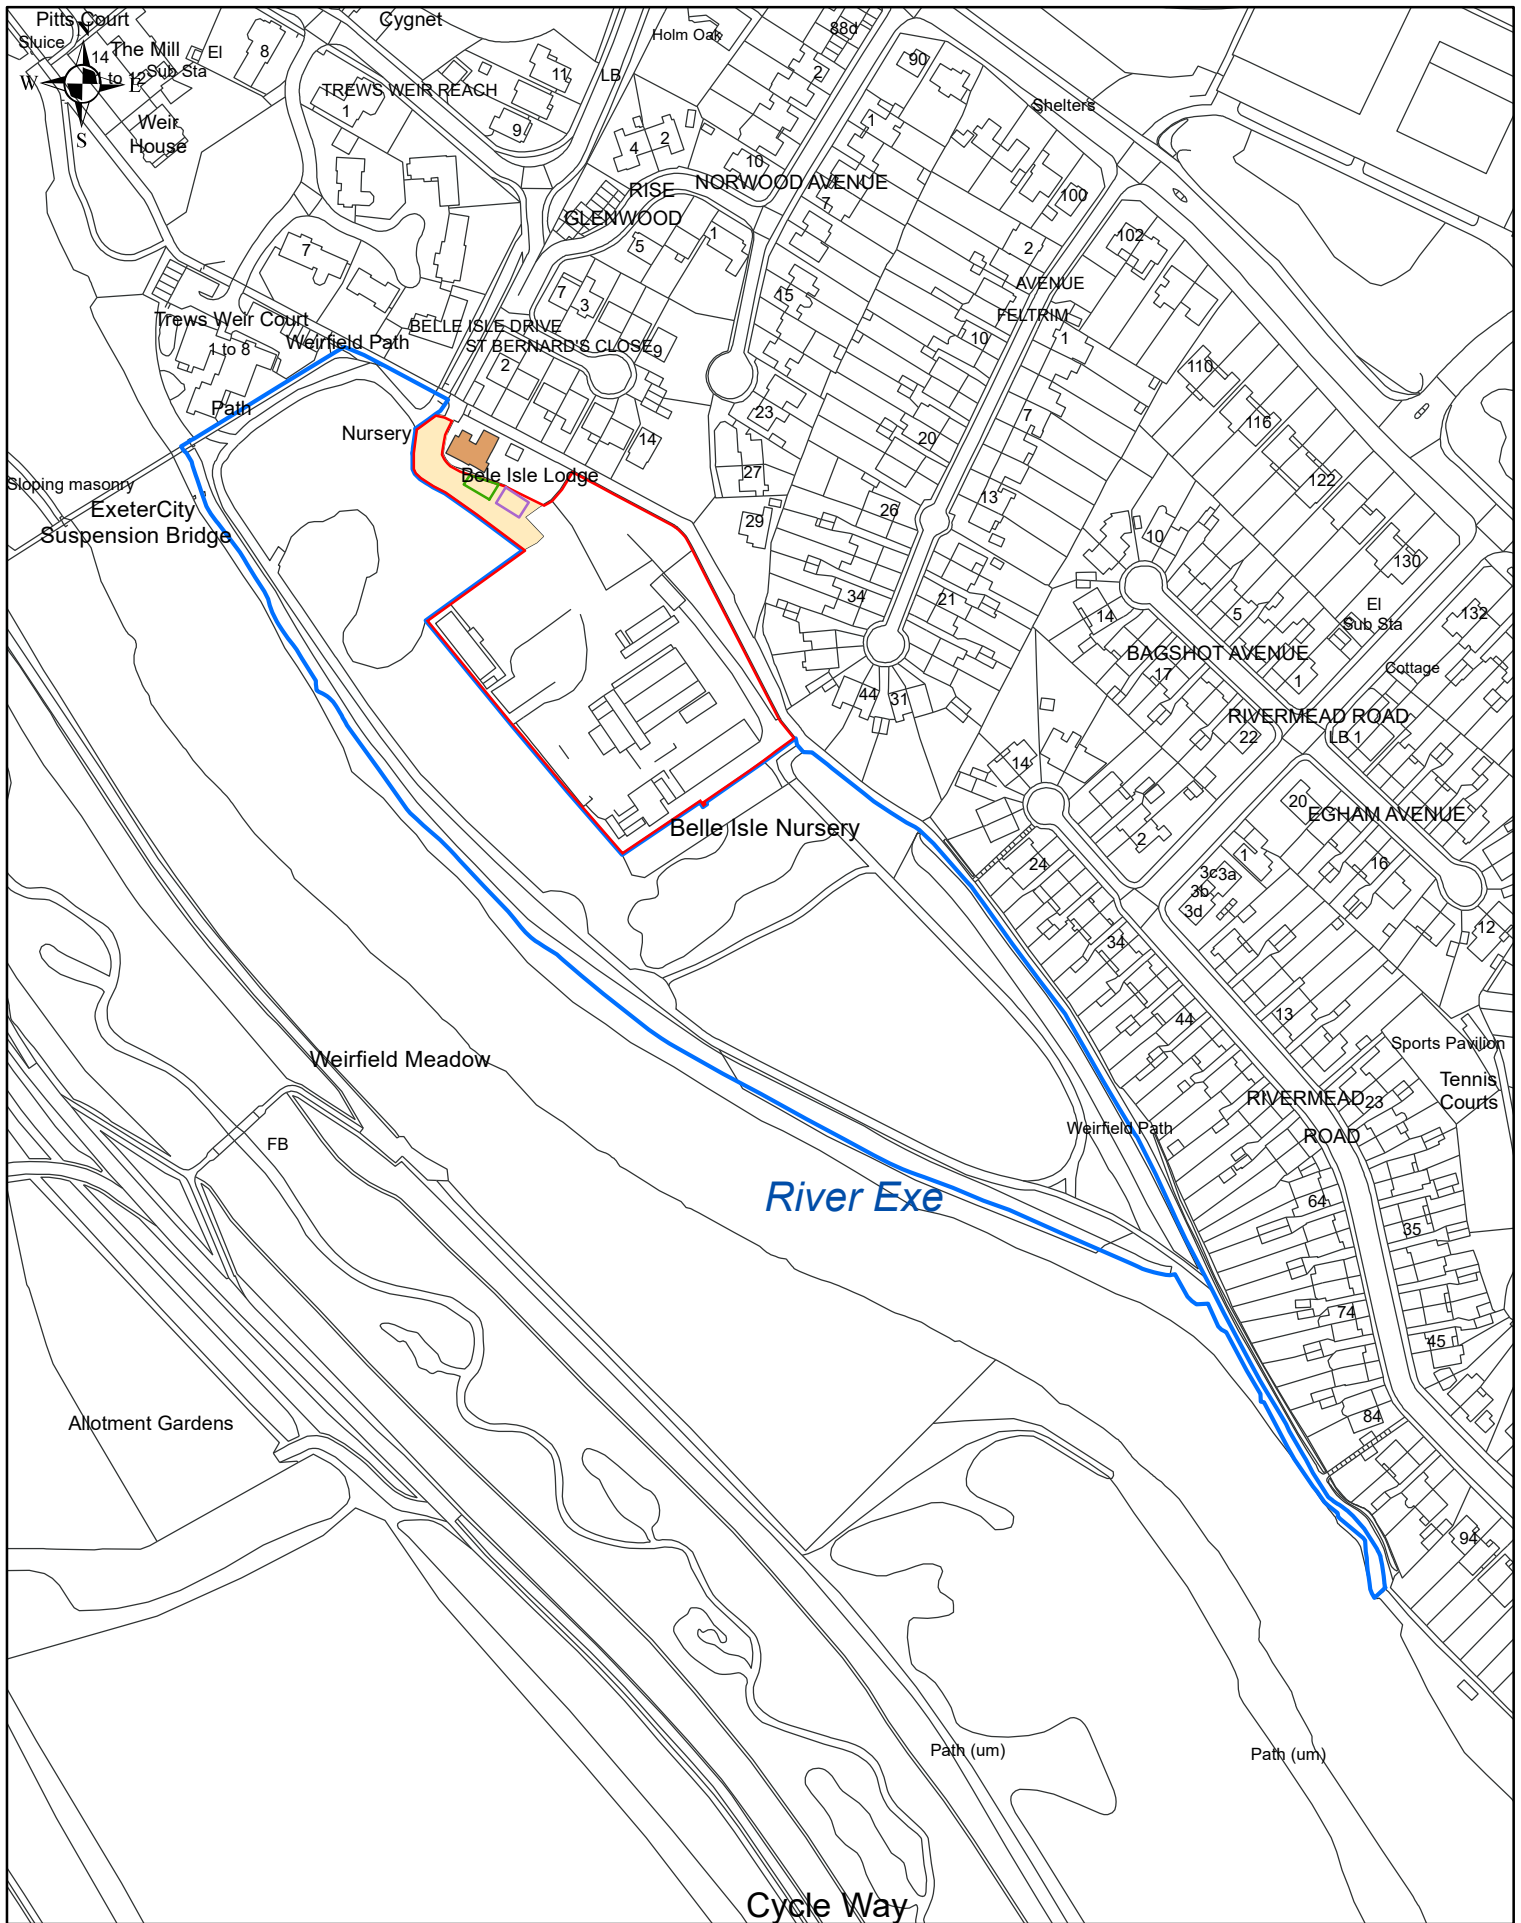 Pitts Court
Cygnet
Sluice
N
14
The Mill
El
8
Holm Oak
88d
90
1 to 12
Sub Sta
W
E
S
TREWS WEIR REACH
1
11
LB
2
Shelters
Weir
House
9
4
2
10
1
RISE
NORWOOD AVENUE
100
GLENWOOD
7
5
1
2
102
7
AVENUE
7
3
15
FELTRIM
Trews Weir Court
BELLE ISLE DRIVE
1
10
1 to 8
Weirfield Path
ST BERNARD'S CLOSE
9
2
110
Path
23
7
116
Nursery
14
20
Bele Isle Lodge
27
122
Sloping masonry
13
ExeterCity
Suspension Bridge
29
26
10
130
34
21
El
Sub Sta
14
5
132
BAGSHOT AVENUE
Cottage
17
44
31
1
RIVERMEAD ROAD
22
LB 1
14
20
EGHAM AVENUE
Belle Isle Nursery
2
1
24
3c
3a
16
3b
3d
12
34
44
13
Sports Pavilion
Weirfield Meadow
Tennis
Courts
RIVERMEAD
23
Weirfield Path
ROAD
FB
River Exe
64
35
74
45
84
Allotment Gardens
94
Path (um)
Path (um)
Cycle Way